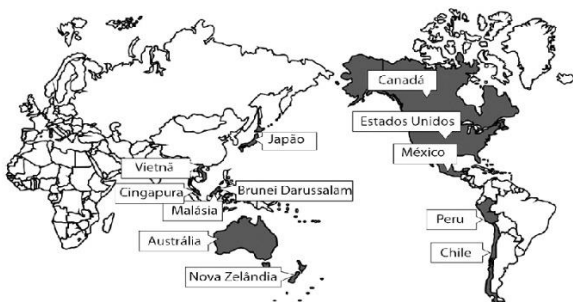 Canadá
Estados Unidos
Japão
México
Vietnã
Cingapura
Brunei Darussalam
Malásia
Peru
Austrália
Chile
Nova Zelândia